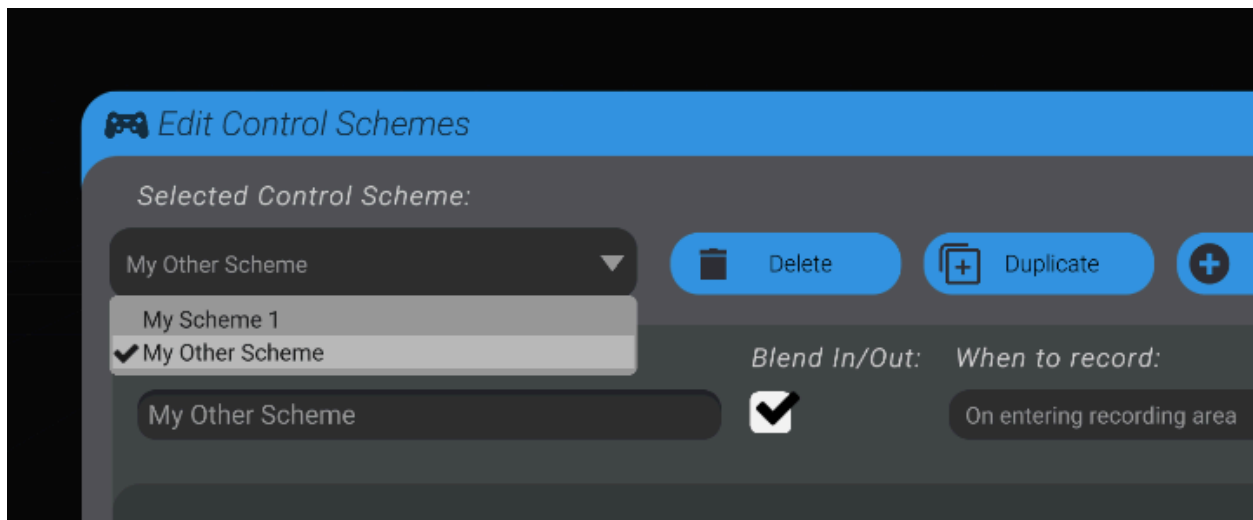 Edit Control Schemes
Selected Control Scheme:
My Other Scheme
Delete
Duplicate
My Scheme 1
My Other Scheme
Blend In/Out:
When to record:
My Other Scheme
On entering recording area